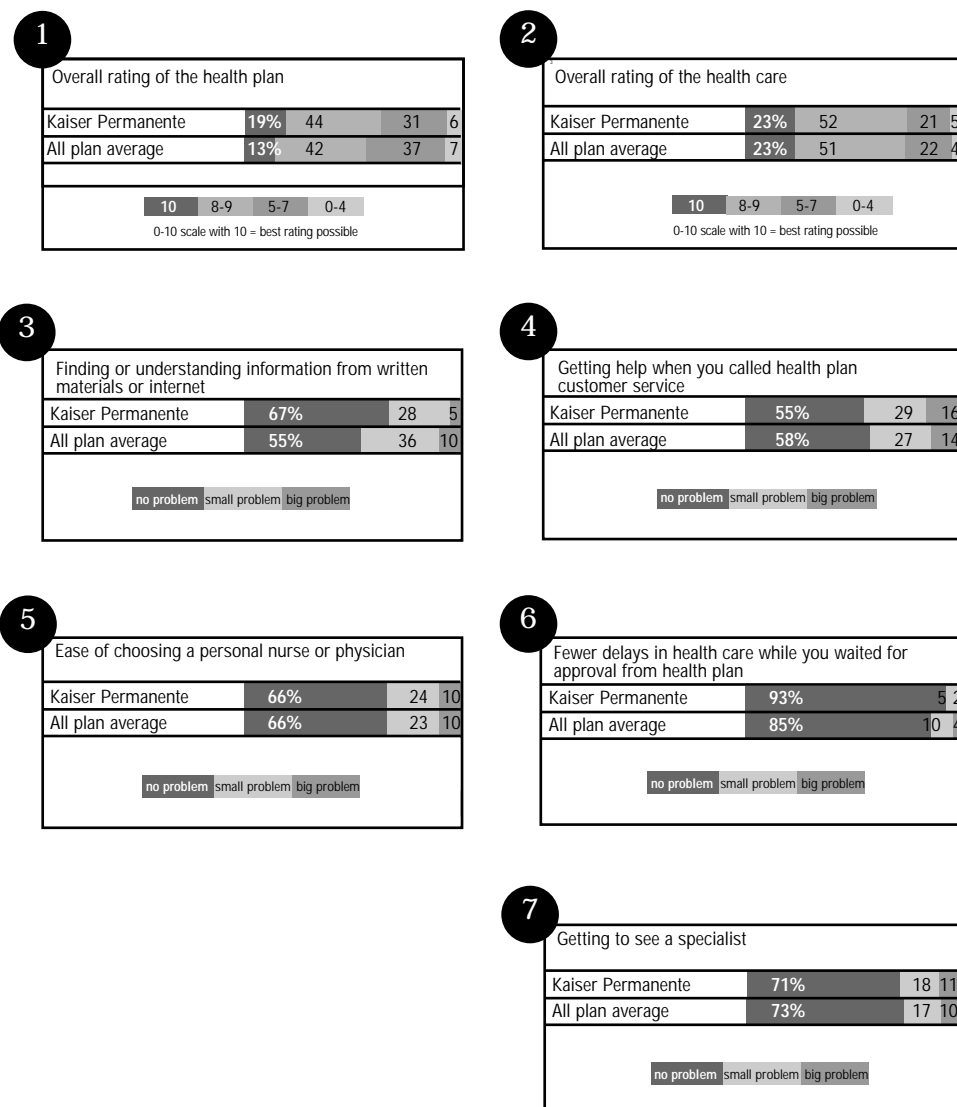 1
Overall rating of the health plan
Kaiser Permanente 19% 44 31 6
All plan average 13% 42 37 7
10 8-9 5-7 0-4
0-10 scale with 10 = best rating possible
2
Overall rating of the health care
Kaiser Permanente 23% 52 21 5
All plan average 23% 51 22 4
10 8-9 5-7 0-4
0-10 scale with 10 = best rating possible
3
Finding or understanding information from written
materials or internet
Kaiser Permanente 67% 28 5
All plan average 55% 36 10
no problem small problem big problem
4
Getting help when you called health plan
customer service
Kaiser Permanente 55% 29 16
All plan average 58% 27 14
no problem small problem big problem
5
Ease of choosing a personal nurse or physician
Kaiser Permanente 66% 24 10
All plan average 66% 23 10
no problem small problem big problem
6
Fewer delays in health care while you waited for
approval from health plan
Kaiser Permanente 93% 5 2
All plan average 85% 10 4
no problem small problem big problem
7
Getting to see a specialist
Kaiser Permanente 71% 18 11
All plan average 73% 17 10
no problem small problem big problem